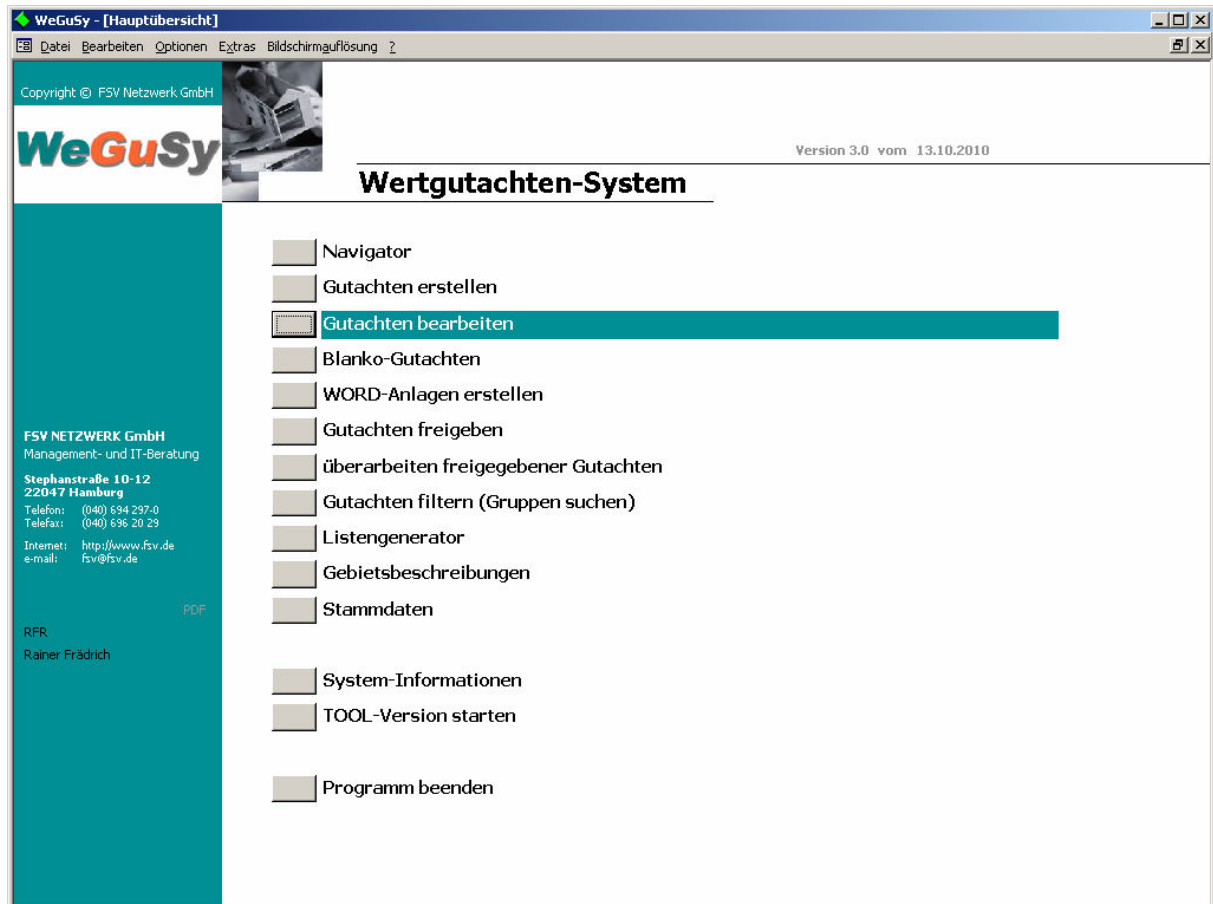 WeGuSy - [Hauptübersicht]
Datei Bearbeiten Optionen Extras Bildschirmauflösung ?
Copyright © FSV Netzwerk GmbH
WeGuSy
Version 3.0 vom 13.10.2010
Wertgutachten-System
Navigator
Gutachten erstellen
Gutachten bearbeiten
Blanko-Gutachten
WORD-Anlagen erstellen
Gutachten freigeben
überarbeiten freigegebener Gutachten
Gutachten filtern (Gruppen suchen)
Listengenerator
Gebietsbeschreibungen
Stammdaten
System-Informationen
TOOL-Version starten
Programm beenden
FSV NETZWERK GmbH
Management- und IT-Beratung
Stephanstraße 10-12
22047 Hamburg
Telefon: (040) 694 297-0
Telefax: (040) 696 20 29
Internet: http://www.fsv.de
e-mail: fsv@fsv.de
PDF
RFR
Rainer Frädrich